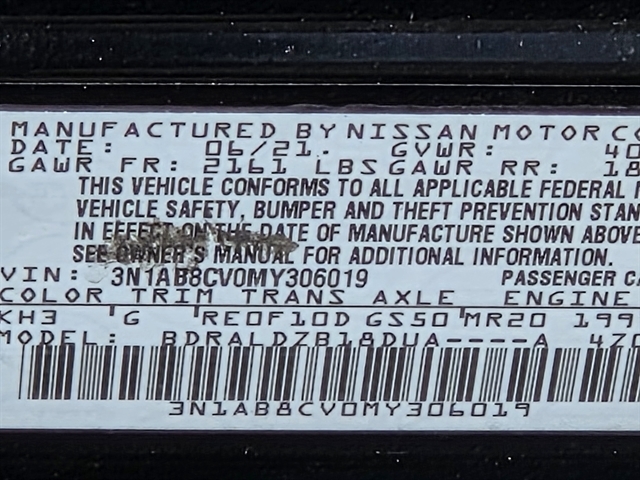 MANUFACTURED BY NISSAN MOTOR CO
DATE: 06/21. GVWR: 40
GAWR FR: 2161 LBS GAWR RR: 18
THIS VEHICLE CONFORMS TO ALL APPLICABLE FEDERAL
VEHICLE SAFETY, BUMPER AND THEFT PREVENTION STAN
IN EFFECT ON THE DATE OF MANUFACTURE SHOWN ABOVE
SEE OWNER'S MANUAL FOR ADDITIONAL INFORMATION.
VIN: 3N1AB8CV0MY306019 PASSENGER CA
COLOR TRIM TRANS AXLE ENGINE
KH3 'G 'RE0F10D GS50'MR20 199
MODEL: BDRALDZB18DUA----A 470
3N1AB8CV0MY306019